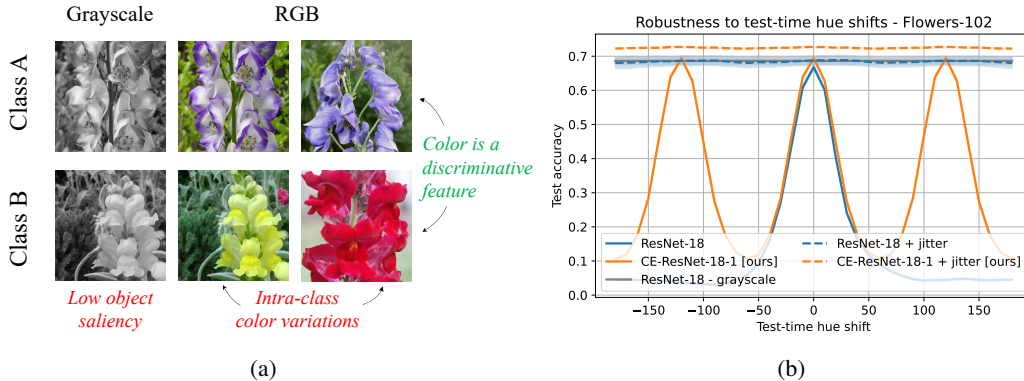 Grayscale
RGB
Class A
Class B
Color is a
discriminative
feature
Low object
saliency
Intra-class
color variations
(a)
Robustness to test-time hue shifts - Flowers-102
Test accuracy
0.7
0.6
0.5
0.4
0.3
0.2
0.1
0.0
ResNet-18
CE-ResNet-18-1 [ours]
ResNet-18 - grayscale
ResNet-18 + jitter
CE-ResNet-18-1 + jitter [ours]
−150 −100 −50 0 50 100 150
Test-time hue shift
(b)